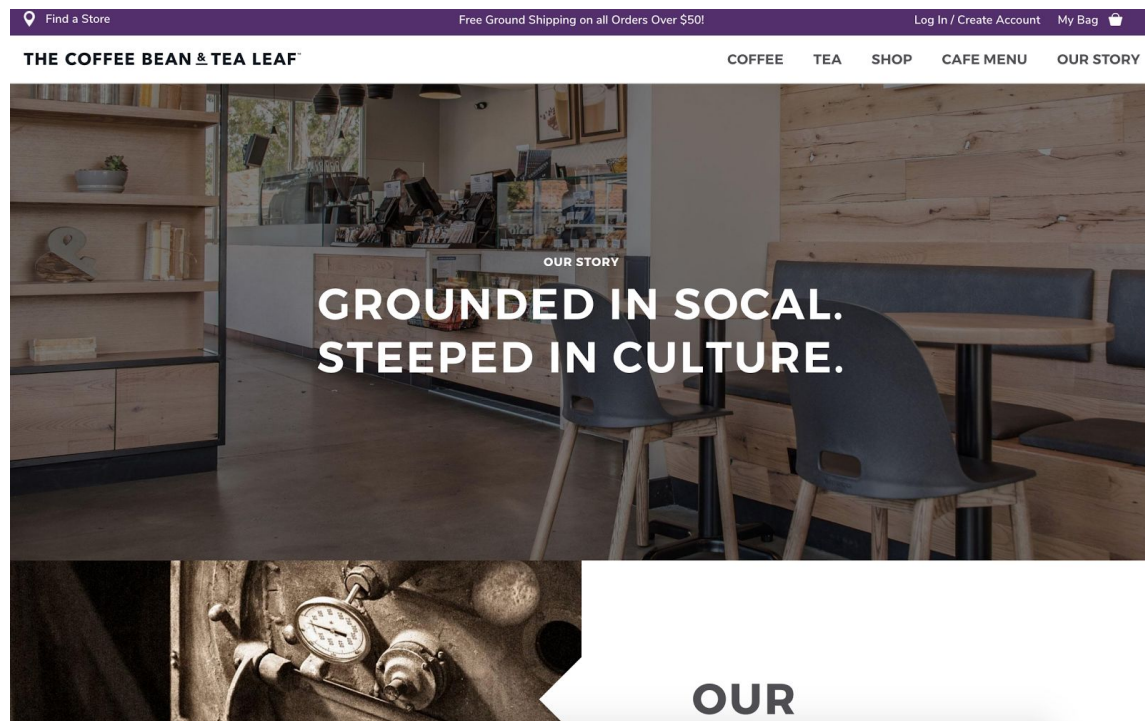 Find a Store
Free Ground Shipping on all Orders Over $50!
Log In / Create Account
My Bag
THE COFFEE BEAN & TEA LEAF™
COFFEE
TEA
SHOP
CAFE MENU
OUR STORY
OUR STORY
GROUNDED IN SOCAL.
STEEPED IN CULTURE.
OUR